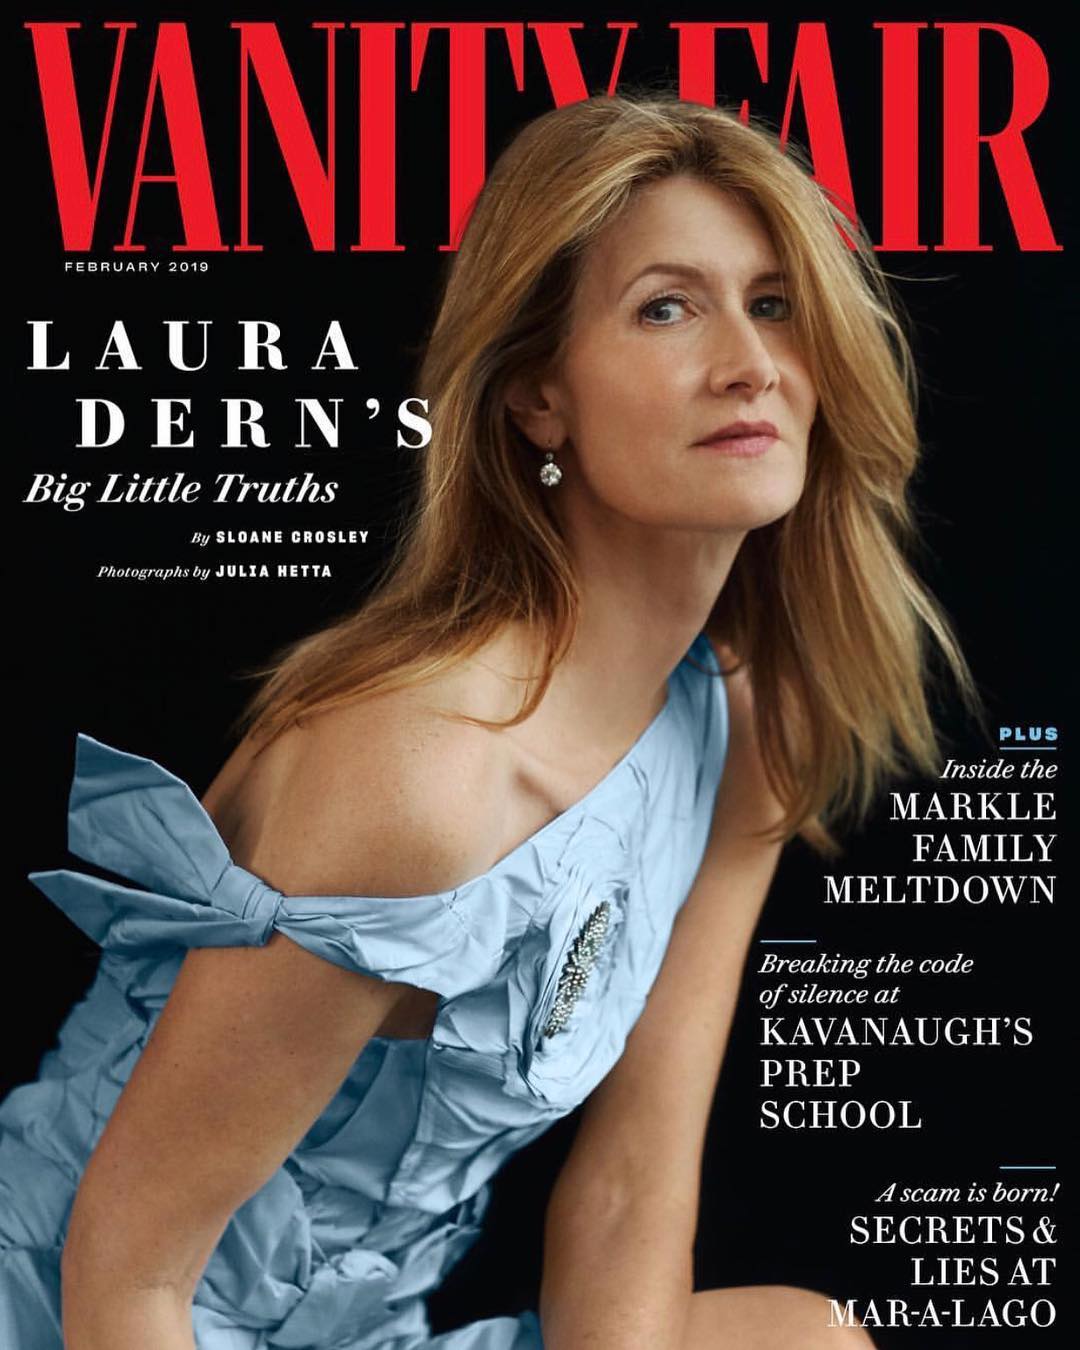 VANITY FAIR
FEBRUARY 2019
LAURA
DERN'S
Big Little Truths
By SLOANE CROSLEY
Photographs by JULIA HETTA
PLUS
Inside the
MARKLE
FAMILY
MELTDOWN
Breaking the code
of silence at
KAVANAUGH'S
PREP
SCHOOL
A scam is born!
SECRETS &
LIES AT
MAR-A-LAGO